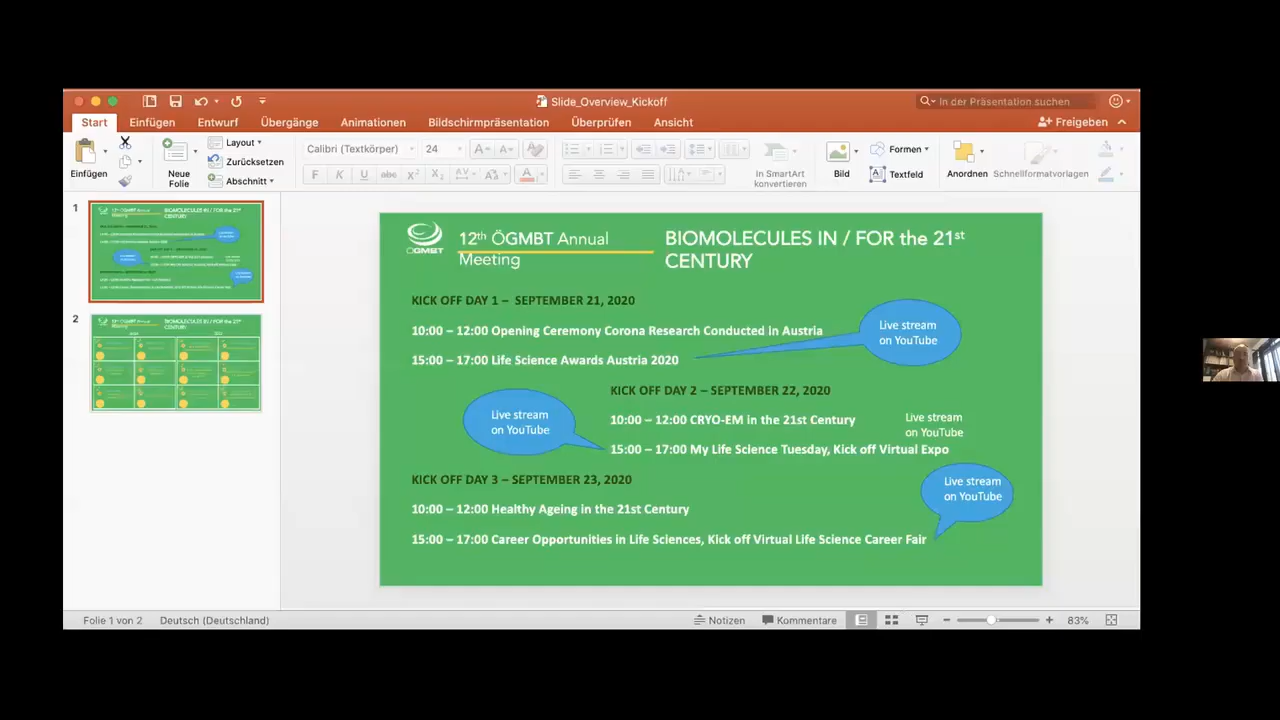 Slide_Overview_Kickoff
In der Präsentation suchen
Start Einfügen Entwurf Übergänge Animationen Bildschirmpräsentation Überprüfen Ansicht Freigeben
Einfügen
Neue Folie
Layout
Zurücksetzen
Abschnitt
Calibri (Textkörper) 24
F K U abc X² X₂ AV Aa A
In SmartArt konvertieren
Bild
Formen
Textfeld
Anordnen
Schnellformatvorlagen
1
2
ÖGMBT
12th ÖGMBT Annual
Meeting
BIOMOLECULES IN / FOR the 21st
CENTURY
KICK OFF DAY 1 – SEPTEMBER 21, 2020
10:00 – 12:00 Opening Ceremony Corona Research Conducted in Austria
15:00 – 17:00 Life Science Awards Austria 2020
Live stream
on YouTube
KICK OFF DAY 2 – SEPTEMBER 22, 2020
10:00 – 12:00 CRYO-EM in the 21st Century
15:00 – 17:00 My Life Science Tuesday, Kick off Virtual Expo
Live stream
on YouTube
Live stream
on YouTube
KICK OFF DAY 3 – SEPTEMBER 23, 2020
10:00 – 12:00 Healthy Ageing in the 21st Century
15:00 – 17:00 Career Opportunities in Life Sciences, Kick off Virtual Life Science Career Fair
Live stream
on YouTube
Folie 1 von 2 Deutsch (Deutschland) Notizen Kommentare 83%